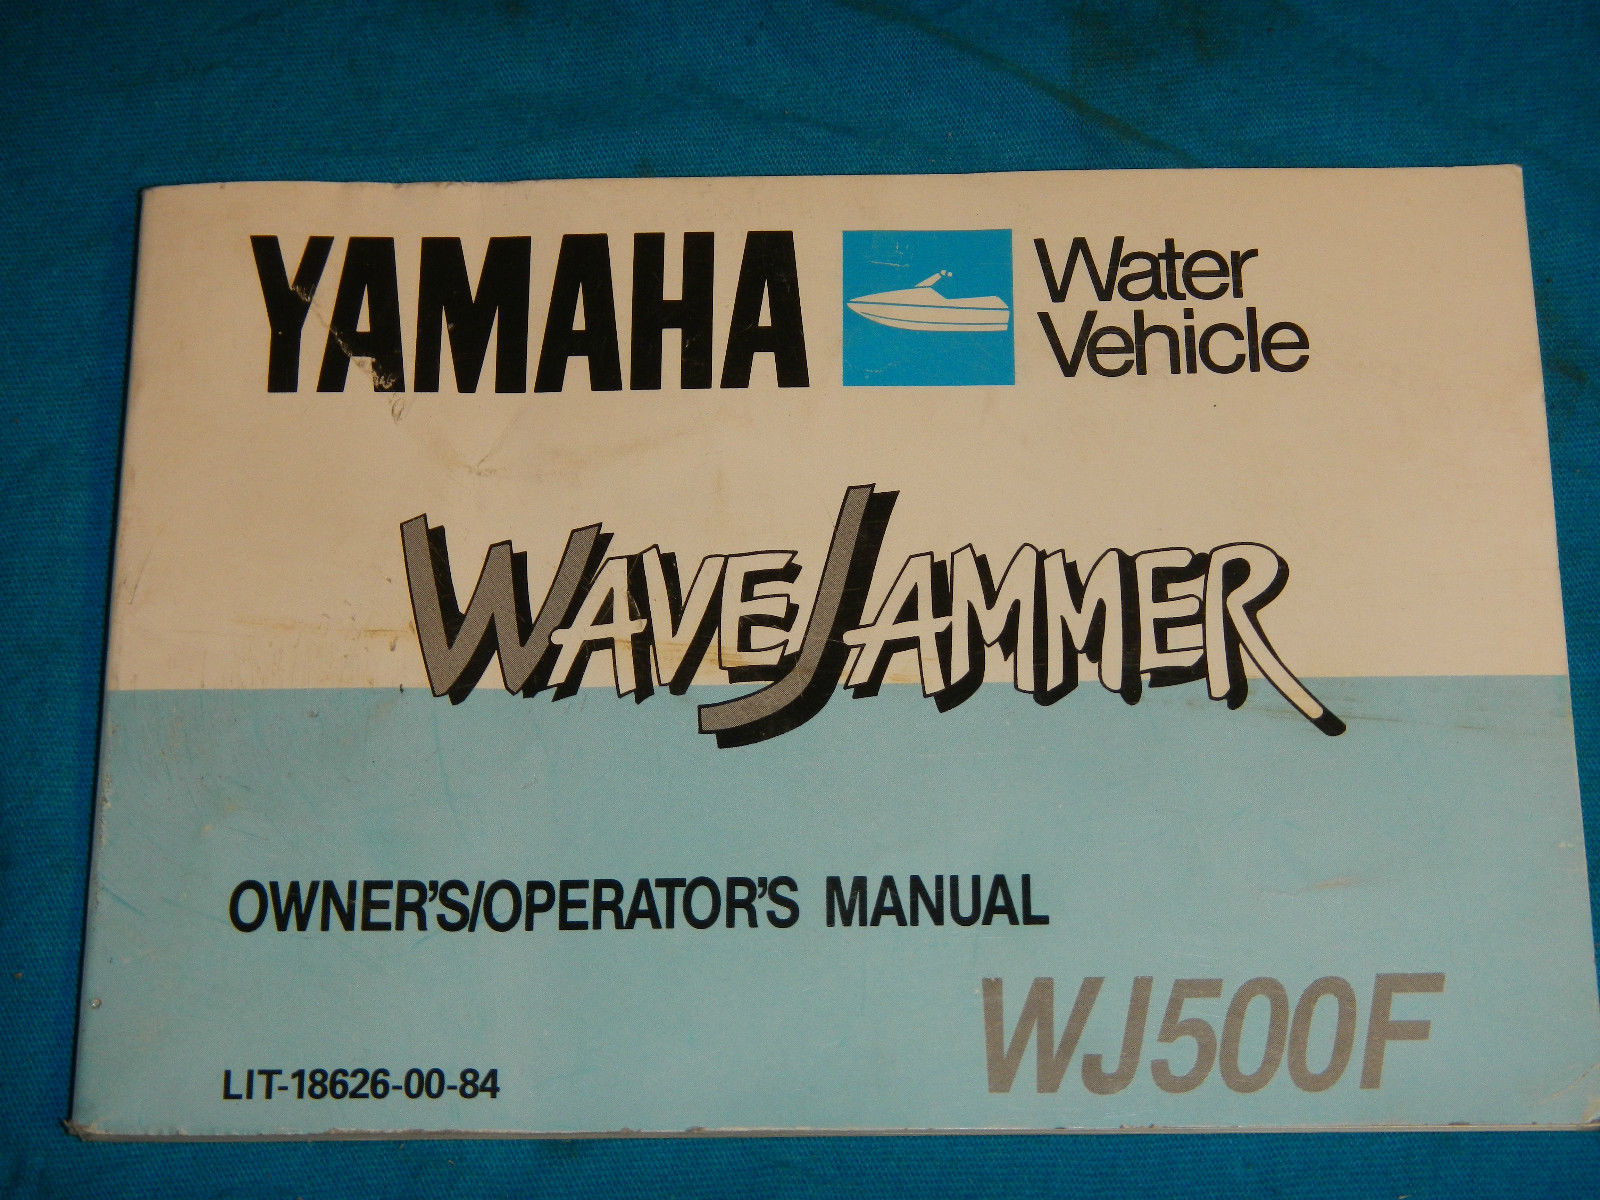 YAMAHA Water Vehicle
WAVEJAMMER
OWNER'S/OPERATOR'S MANUAL
WJ500F
LIT-18626-00-84